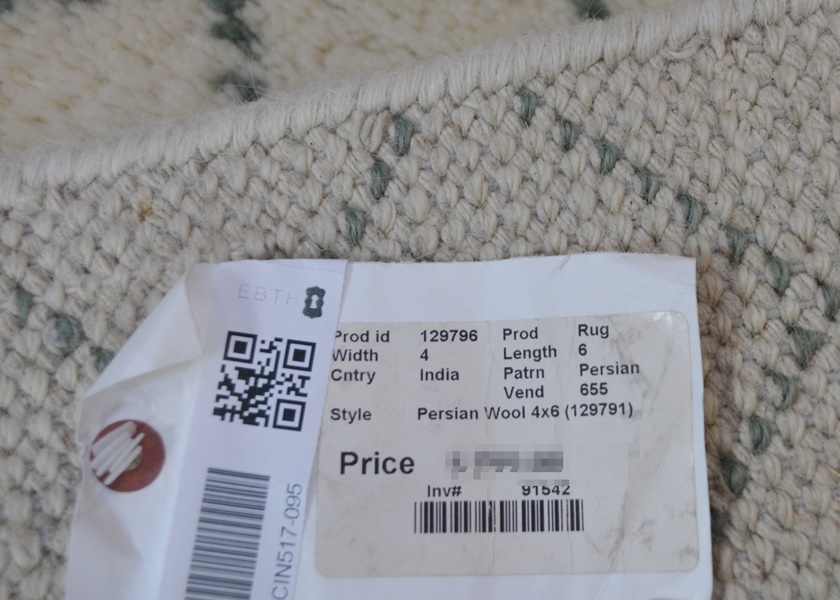 EBTH
Prod id 129796 Prod Rug
Width 4 Length 6
Cntry India Patrn Persian
Vend 655
Style Persian Wool 4x6 (129791)
Price
Inv# 91542
CIN517-095